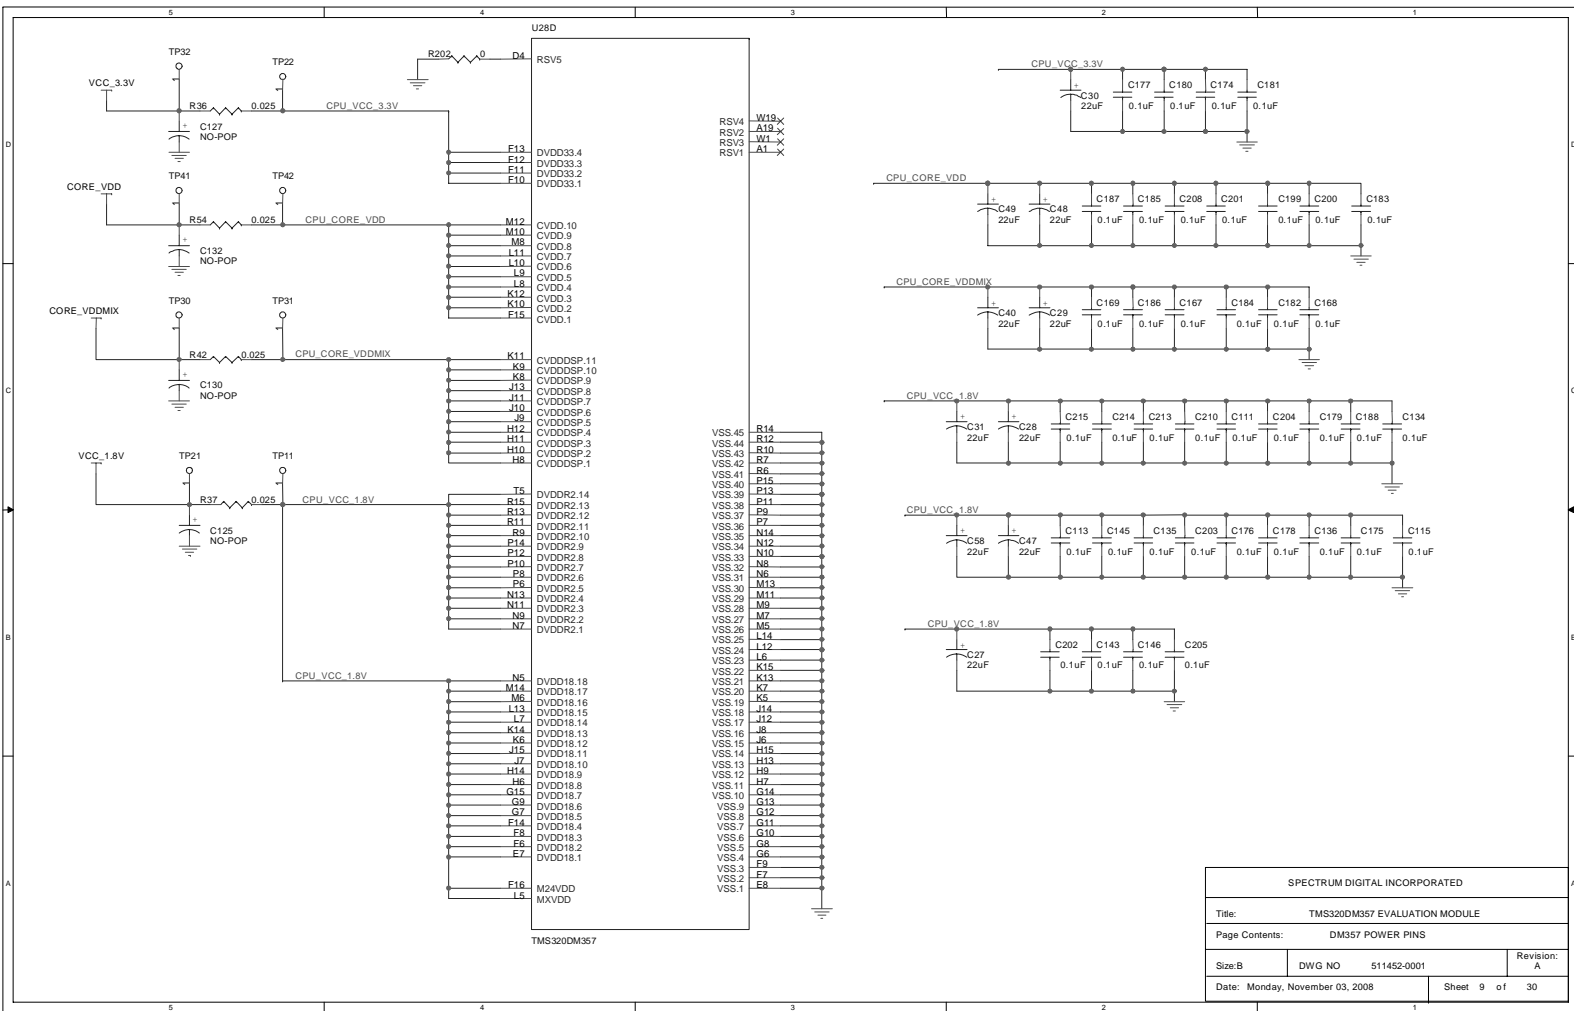 5 4 3 2 1
D
C
B
A
U28D
R202 0 D4 RSV5
TP32
TP22
VCC_3.3V
1
1
R36 0.025 CPU_VCC_3.3V
C127
NO-POP
F13 DVDD33.4
F12 DVDD33.3
F11 DVDD33.2
F10 DVDD33.1
TP41
TP42
CORE_VDD
1
1
R54 0.025 CPU_CORE_VDD
C132
NO-POP
M12 CVDD.10
M10 CVDD.9
M8 CVDD.8
L11 CVDD.7
L10 CVDD.6
L9 CVDD.5
L8 CVDD.4
K12 CVDD.3
K10 CVDD.2
F15 CVDD.1
TP30
TP31
CORE_VDDMIX
1
1
R42 0.025 CPU_CORE_VDDMIX
C130
NO-POP
K11 CVDDDSP.11
K9 CVDDDSP.10
K8 CVDDDSP.9
J13 CVDDDSP.8
J11 CVDDDSP.7
J10 CVDDDSP.6
J9 CVDDDSP.5
H12 CVDDDSP.4
H11 CVDDDSP.3
H10 CVDDDSP.2
H8 CVDDDSP.1
VCC_1.8V
TP21
TP11
1
1
R37 0.025 CPU_VCC_1.8V
C125
NO-POP
T5 DVDDR2.14
R15 DVDDR2.13
R13 DVDDR2.12
R11 DVDDR2.11
R9 DVDDR2.10
P14 DVDDR2.9
P12 DVDDR2.8
P10 DVDDR2.7
P8 DVDDR2.6
P6 DVDDR2.5
N13 DVDDR2.4
N11 DVDDR2.3
N9 DVDDR2.2
N7 DVDDR2.1
CPU_VCC_1.8V
N5 DVDD18.18
M14 DVDD18.17
M6 DVDD18.16
L13 DVDD18.15
L7 DVDD18.14
K14 DVDD18.13
K6 DVDD18.12
J15 DVDD18.11
J7 DVDD18.10
H14 DVDD18.9
H6 DVDD18.8
G15 DVDD18.7
G9 DVDD18.6
G7 DVDD18.5
F14 DVDD18.4
F8 DVDD18.3
F6 DVDD18.2
E7 DVDD18.1
F16 M24VDD
L5 MXVDD
TMS320DM357
RSV4 W19
RSV2 A19
RSV3 W1
RSV1 A1
VSS.45 R14
VSS.44 R12
VSS.43 R10
VSS.42 R7
VSS.41 R6
VSS.40 P15
VSS.39 P13
VSS.38 P11
VSS.37 P9
VSS.36 P7
VSS.35 N14
VSS.34 N12
VSS.33 N10
VSS.32 N8
VSS.31 N6
VSS.30 M13
VSS.29 M11
VSS.28 M9
VSS.27 M7
VSS.26 M5
VSS.25 L14
VSS.24 L12
VSS.23 L6
VSS.22 K15
VSS.21 K13
VSS.20 K7
VSS.19 K5
VSS.18 J14
VSS.17 J12
VSS.16 J8
VSS.15 J6
VSS.14 H15
VSS.13 H13
VSS.12 H9
VSS.11 H7
VSS.10 G14
VSS.9 G13
VSS.8 G12
VSS.7 G11
VSS.6 G10
VSS.5 G8
VSS.4 G6
VSS.3 F9
VSS.2 F7
VSS.1 E8
CPU_VCC_3.3V
C30 C177 C180 C174 C181
22uF 0.1uF 0.1uF 0.1uF 0.1uF
CPU_CORE_VDD
C49 C48 C187 C185 C208 C201 C199 C200 C183
22uF 22uF 0.1uF 0.1uF 0.1uF 0.1uF 0.1uF 0.1uF 0.1uF
CPU_CORE_VDDMIX
C40 C29 C169 C186 C167 C184 C182 C168
22uF 22uF 0.1uF 0.1uF 0.1uF 0.1uF 0.1uF 0.1uF
CPU_VCC_1.8V
C31 C28 C215 C214 C213 C210 C111 C204 C179 C188 C134
22uF 22uF 0.1uF 0.1uF 0.1uF 0.1uF 0.1uF 0.1uF 0.1uF 0.1uF 0.1uF
CPU_VCC_1.8V
C58 C47 C113 C145 C135 C203 C176 C178 C136 C175 C115
22uF 22uF 0.1uF 0.1uF 0.1uF 0.1uF 0.1uF 0.1uF 0.1uF 0.1uF 0.1uF
CPU_VCC_1.8V
C27 C202 C143 C146 C205
22uF 0.1uF 0.1uF 0.1uF 0.1uF
SPECTRUM DIGITAL INCORPORATED
Title: TMS320DM357 EVALUATION MODULE
Page Contents: DM357 POWER PINS
Size:B DWG NO 511452-0001 Revision: A
Date: Monday, November 03, 2008 Sheet 9 of 30
D
C
B
A
5 4 3 2 1